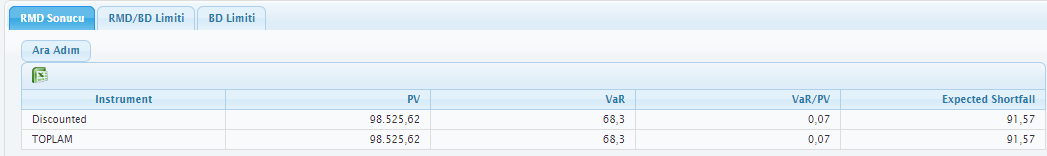 RMD Sonucu RMD/BD Limiti BD Limiti
Ara Adım
Instrument PV VaR VaR/PV Expected Shortfall
Discounted 98.525,62 68,3 0,07 91,57
TOPLAM 98.525,62 68,3 0,07 91,57